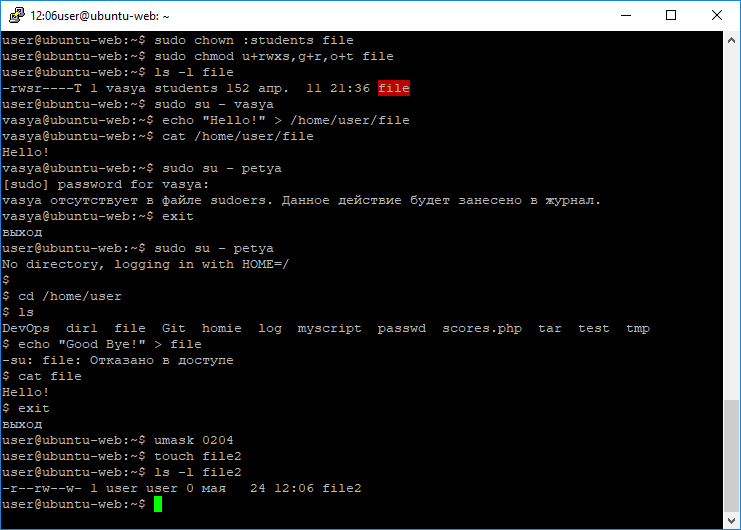 12:06user@ubuntu-web: ~
user@ubuntu-web:~$ sudo chown :students file
user@ubuntu-web:~$ sudo chmod u+rwxs,g+r,o+t file
user@ubuntu-web:~$ ls -l file
-rwsr----T 1 vasya students 152 апр.  11 21:36 file
user@ubuntu-web:~$ sudo su - vasya
vasya@ubuntu-web:~$ echo "Hello!" > /home/user/file
vasya@ubuntu-web:~$ cat /home/user/file
Hello!
vasya@ubuntu-web:~$ sudo su - petya
[sudo] password for vasya:
vasya отсутствует в файле sudoers. Данное действие будет занесено в журнал.
vasya@ubuntu-web:~$ exit
выход
user@ubuntu-web:~$ sudo su - petya
No directory, logging in with HOME=/
$
$ cd /home/user
$ ls
DevOps  dir1  file  Git  homie  log  myscript  passwd  scores.php  tar  test  tmp
$ echo "Good Bye!" > file
-su: file: Отказано в доступе
$ cat file
Hello!
$ exit
выход
user@ubuntu-web:~$ umask 0204
user@ubuntu-web:~$ touch file2
user@ubuntu-web:~$ ls -l file2
-r--rw--w- 1 user user 0 мая   24 12:06 file2
user@ubuntu-web:~$